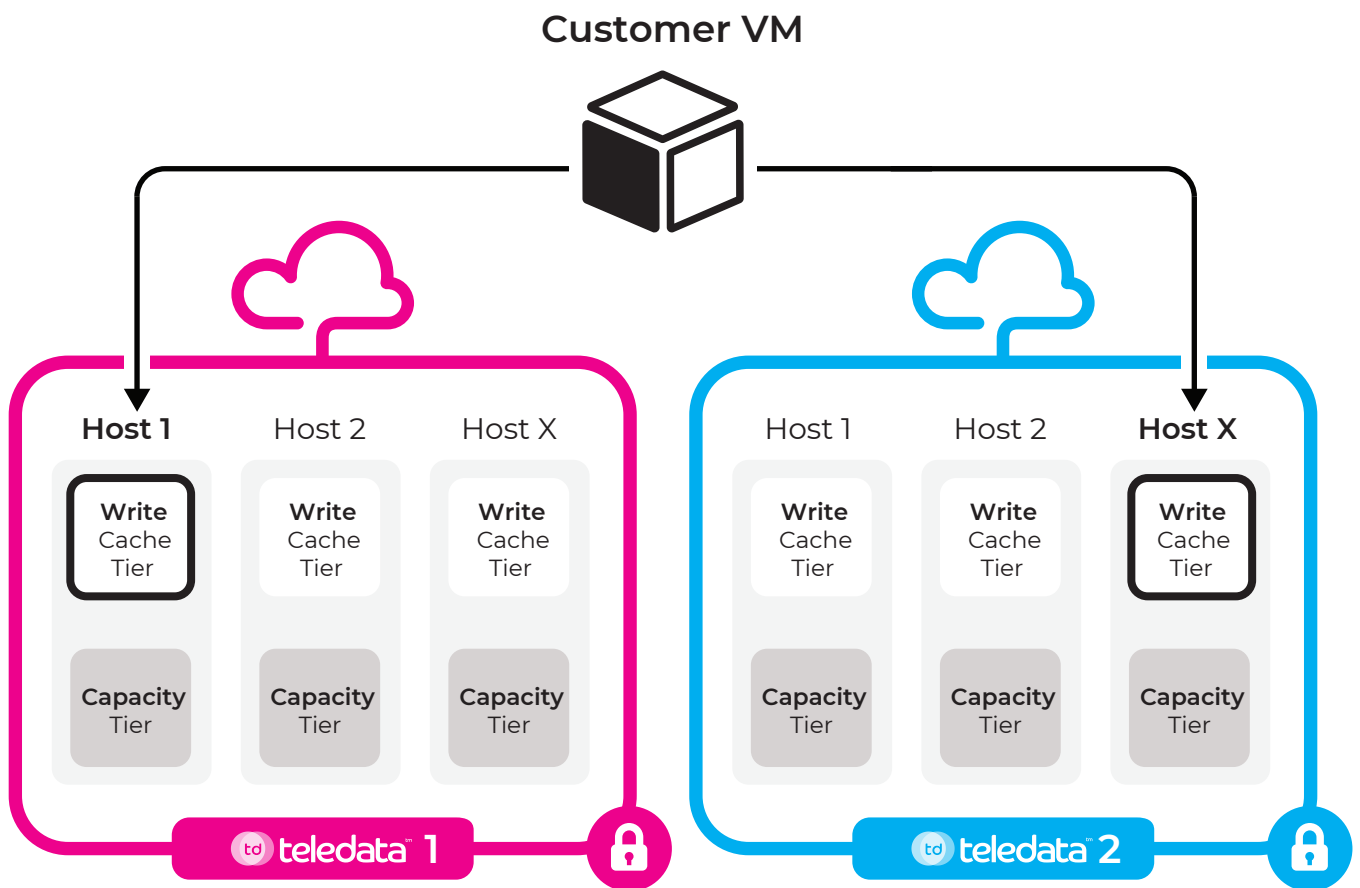 Customer VM
Host 1 Host 2 Host X Host 1 Host 2 Host X
Write Write Write Write Write Write
Cache Cache Cache Cache Cache Cache
Tier Tier Tier Tier Tier Tier
Capacity Capacity Capacity Capacity Capacity Capacity
Tier Tier Tier Tier Tier Tier
td teledata™ 1 td teledata™ 2